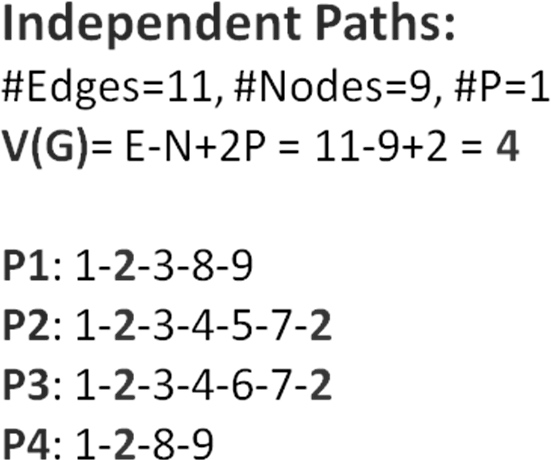 Independent Paths:
#Edges=11, #Nodes=9, #P=1
V(G)= E-N+2P = 11-9+2 = 4
P1: 1-2-3-8-9
P2: 1-2-3-4-5-7-2
P3: 1-2-3-4-6-7-2
P4: 1-2-8-9